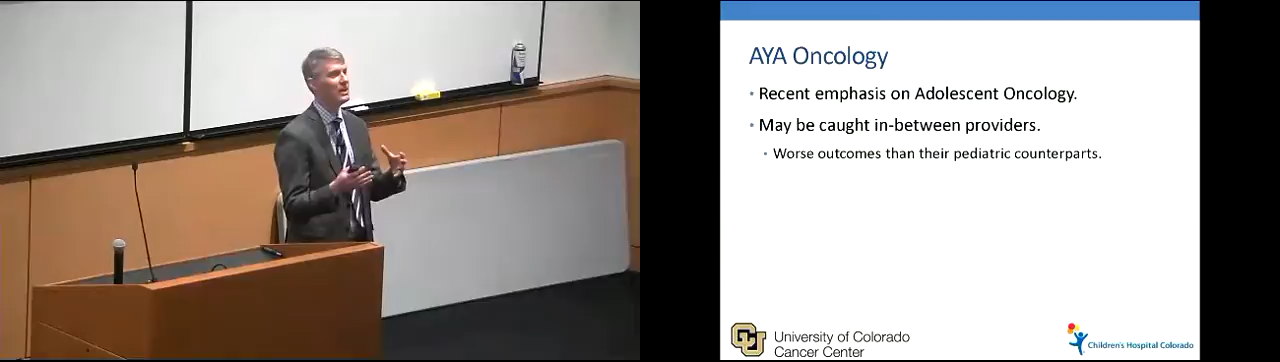 AYA Oncology
• Recent emphasis on Adolescent Oncology.
• May be caught in-between providers.
• Worse outcomes than their pediatric counterparts.
CU
University of Colorado
Cancer Center
Children's Hospital Colorado